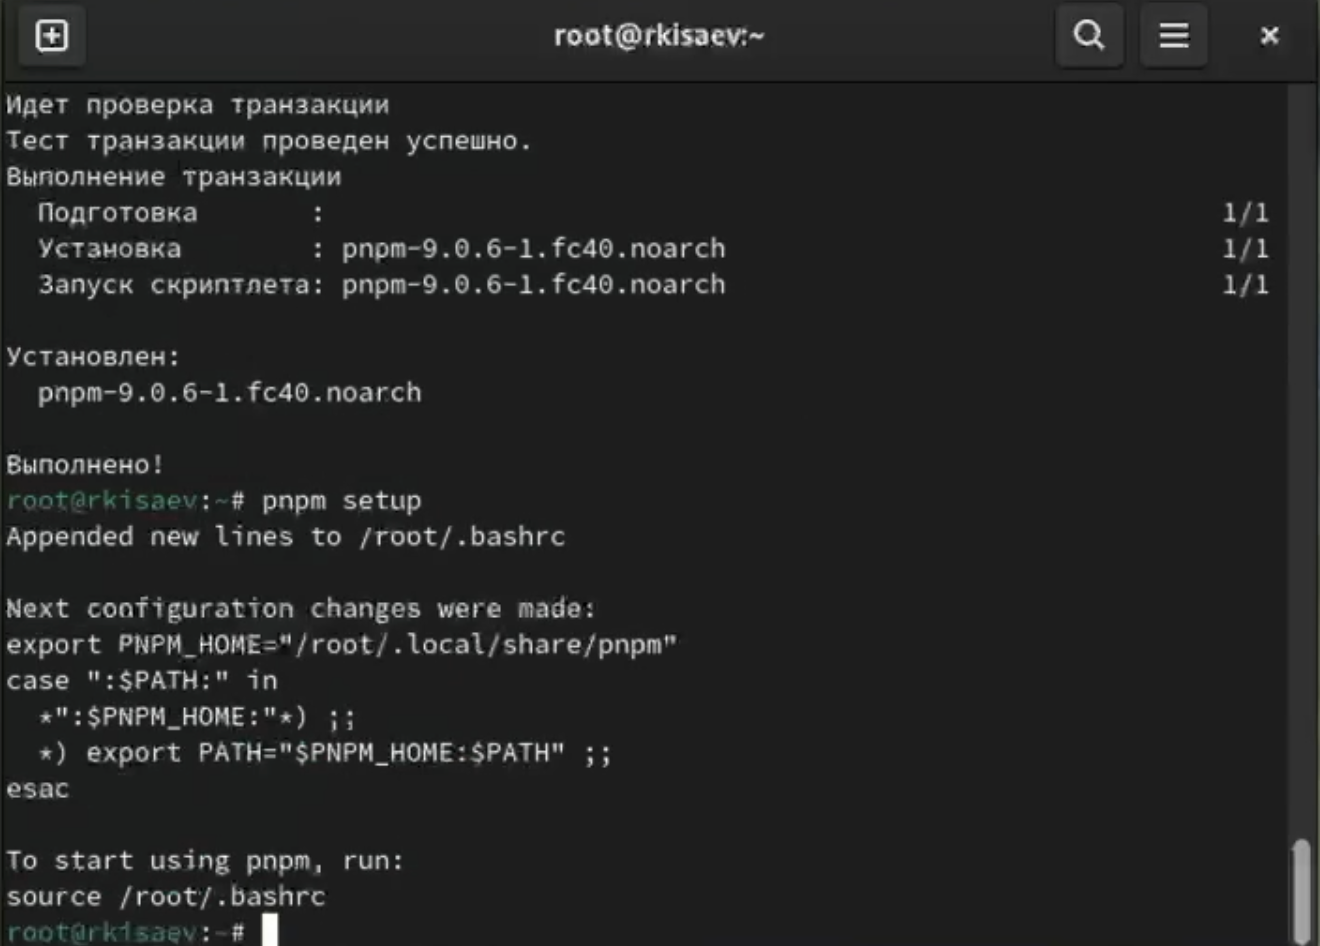 root@rkisaev:~
Идет проверка транзакции
Тест транзакции проведен успешно.
Выполнение транзакции
  Подготовка       :                                                         1/1
  Установка        : pnpm-9.0.6-1.fc40.noarch                                1/1
  Запуск скриптлета: pnpm-9.0.6-1.fc40.noarch                                1/1
Установлен:
  pnpm-9.0.6-1.fc40.noarch
Выполнено!
root@rkisaev:~# pnpm setup
Appended new lines to /root/.bashrc
Next configuration changes were made:
export PNPM_HOME="/root/.local/share/pnpm"
case ":$PATH:" in
  *":$PNPM_HOME:"*) ;;
  *) export PATH="$PNPM_HOME:$PATH" ;;
esac
To start using pnpm, run:
source /root/.bashrc
root@rkisaev:~#